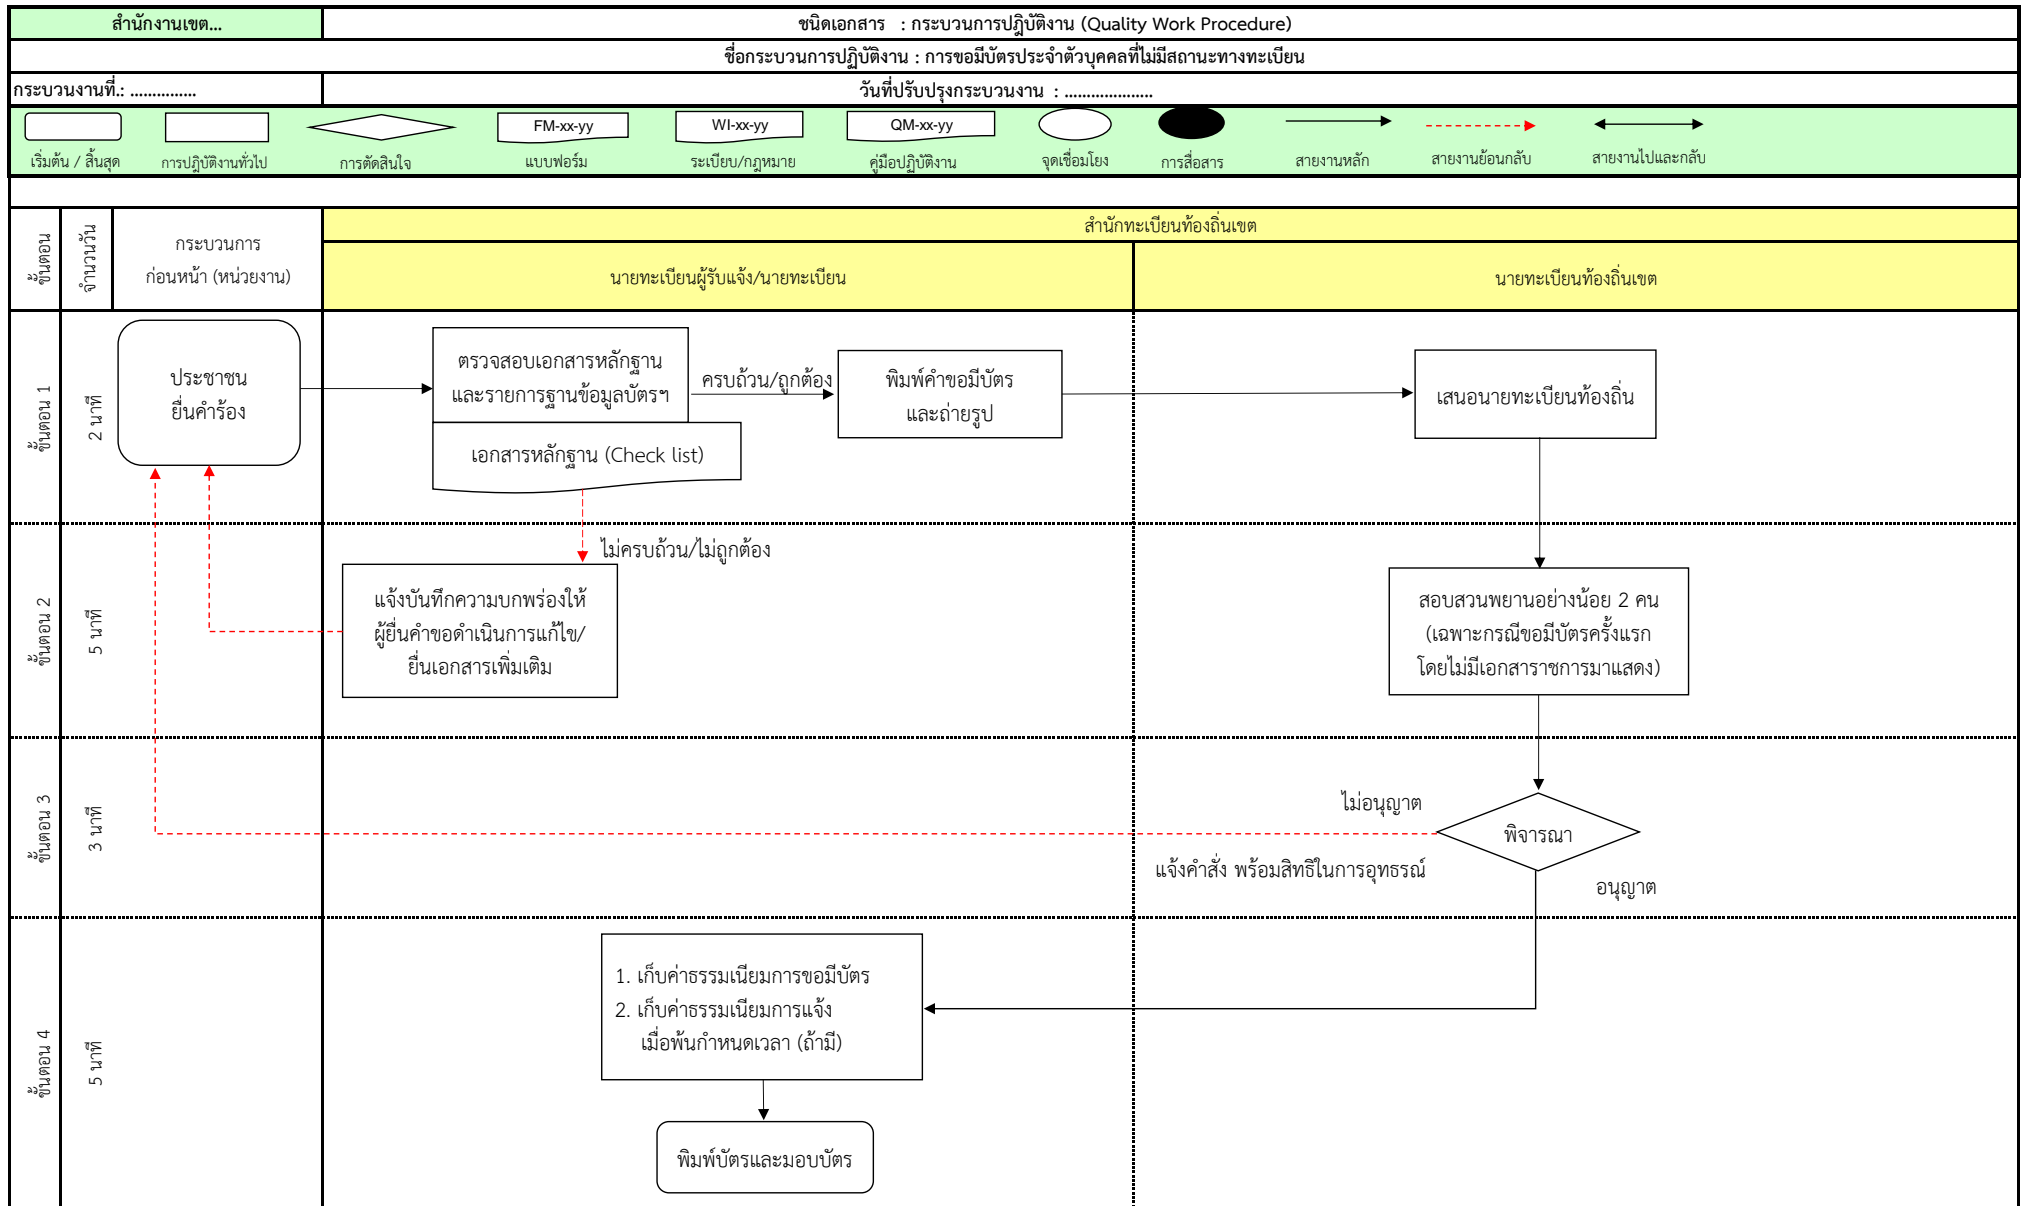 สำนักงานเขต...
ชนิดเอกสาร : กระบวนการปฏิบัติงาน (Quality Work Procedure)
ชื่อกระบวนการปฏิบัติงาน : การขอมีบัตรประจำตัวบุคคลที่ไม่มีสถานะทางทะเบียน
กระบวนงานที่.: ...............
วันที่ปรับปรุงกระบวนงาน : ....................
FM-xx-yy
WI-xx-yy
QM-xx-yy
เริ่มต้น / สิ้นสุด
การปฏิบัติงานทั่วไป
การตัดสินใจ
แบบฟอร์ม
ระเบียบ/กฎหมาย
คู่มือปฏิบัติงาน
จุดเชื่อมโยง
การสื่อสาร
สายงานหลัก
สายงานย้อนกลับ
สายงานไปและกลับ
ขั้นตอน
จำนวนวัน
กระบวนการ
ก่อนหน้า (หน่วยงาน)
สำนักทะเบียนท้องถิ่นเขต
นายทะเบียนผู้รับแจ้ง/นายทะเบียน
นายทะเบียนท้องถิ่นเขต
ขั้นตอน 1
2 นาที
ประชาชน
ยื่นคำร้อง
ตรวจสอบเอกสารหลักฐาน
และรายการฐานข้อมูลบัตรฯ
เอกสารหลักฐาน (Check list)
ครบถ้วน/ถูกต้อง
พิมพ์คำขอมีบัตร
และถ่ายรูป
เสนอนายทะเบียนท้องถิ่น
ขั้นตอน 2
5 นาที
ไม่ครบถ้วน/ไม่ถูกต้อง
แจ้งบันทึกความบกพร่องให้
ผู้ยื่นคำขอดำเนินการแก้ไข/
ยื่นเอกสารเพิ่มเติม
สอบสวนพยานอย่างน้อย 2 คน
(เฉพาะกรณีขอมีบัตรครั้งแรก
โดยไม่มีเอกสาราชการมาแสดง)
ขั้นตอน 3
3 นาที
ไม่อนุญาต
พิจารณา
แจ้งคำสั่ง พร้อมสิทธิในการอุทธรณ์
อนุญาต
ขั้นตอน 4
5 นาที
1. เก็บค่าธรรมเนียมการขอมีบัตร
2. เก็บค่าธรรมเนียมการแจ้ง
เมื่อพ้นกำหนดเวลา (ถ้ามี)
พิมพ์บัตรและมอบบัตร